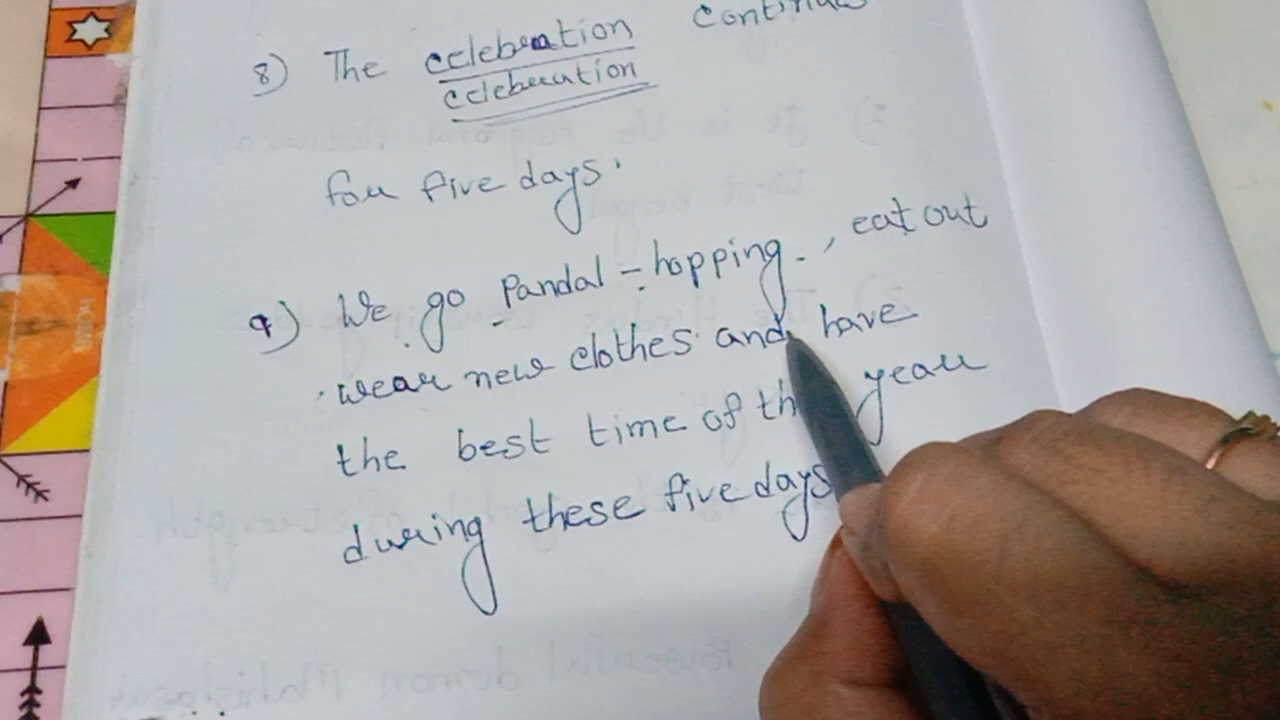 8) The celebration continues
celebration
for five days.
9) We go Pandal-hopping, eat out
wear new clothes and have
the best time of the year
during these five days